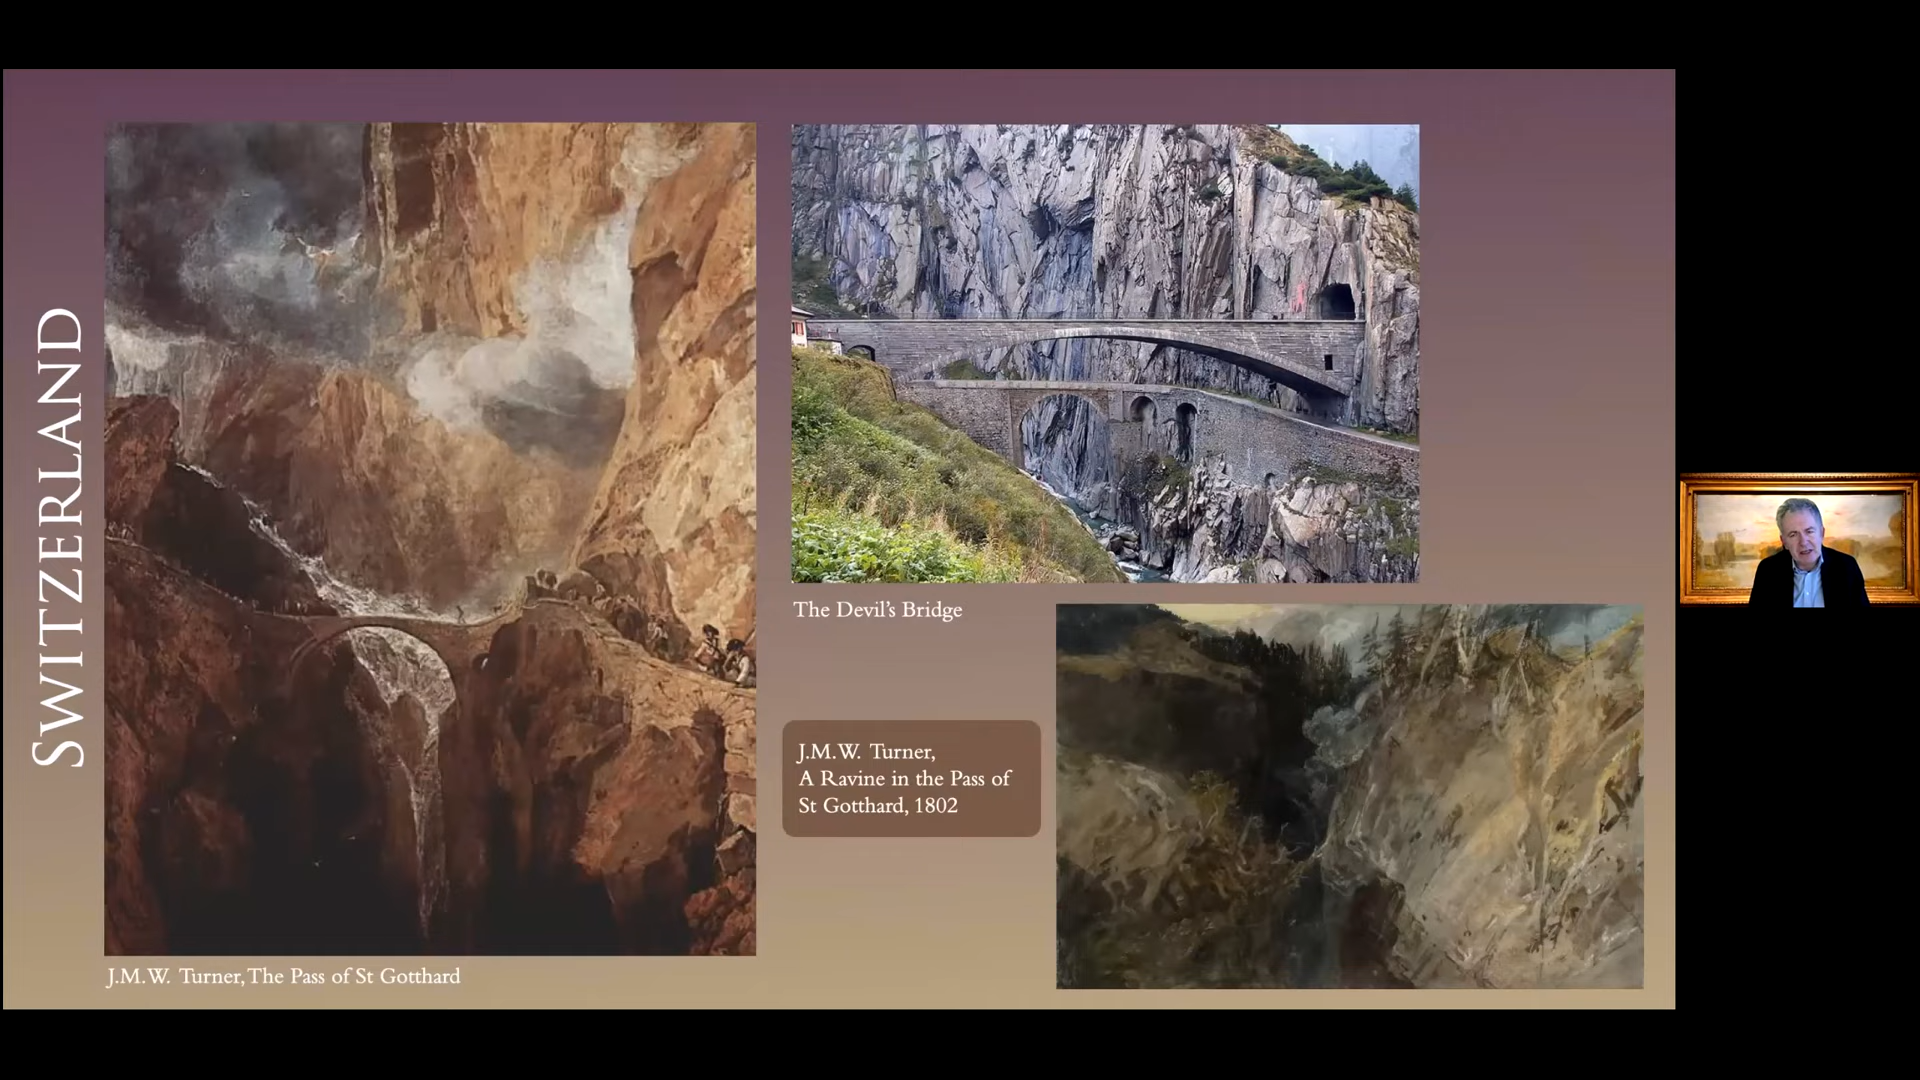 SWITZERLAND
J.M.W. Turner, The Pass of St Gotthard
The Devil's Bridge
J.M.W. Turner,
A Ravine in the Pass of
St Gotthard, 1802